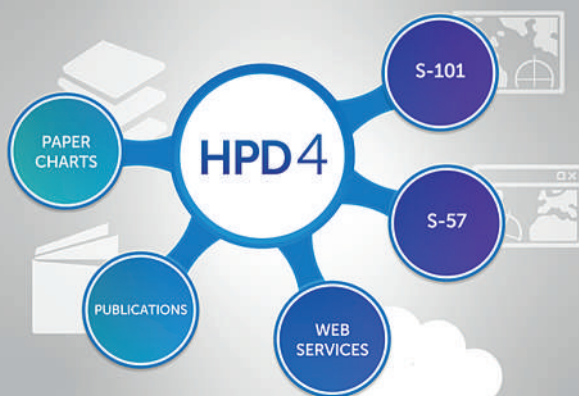 S-101
PAPER
CHARTS
HPD4
S-57
PUBLICATIONS
WEB
SERVICES